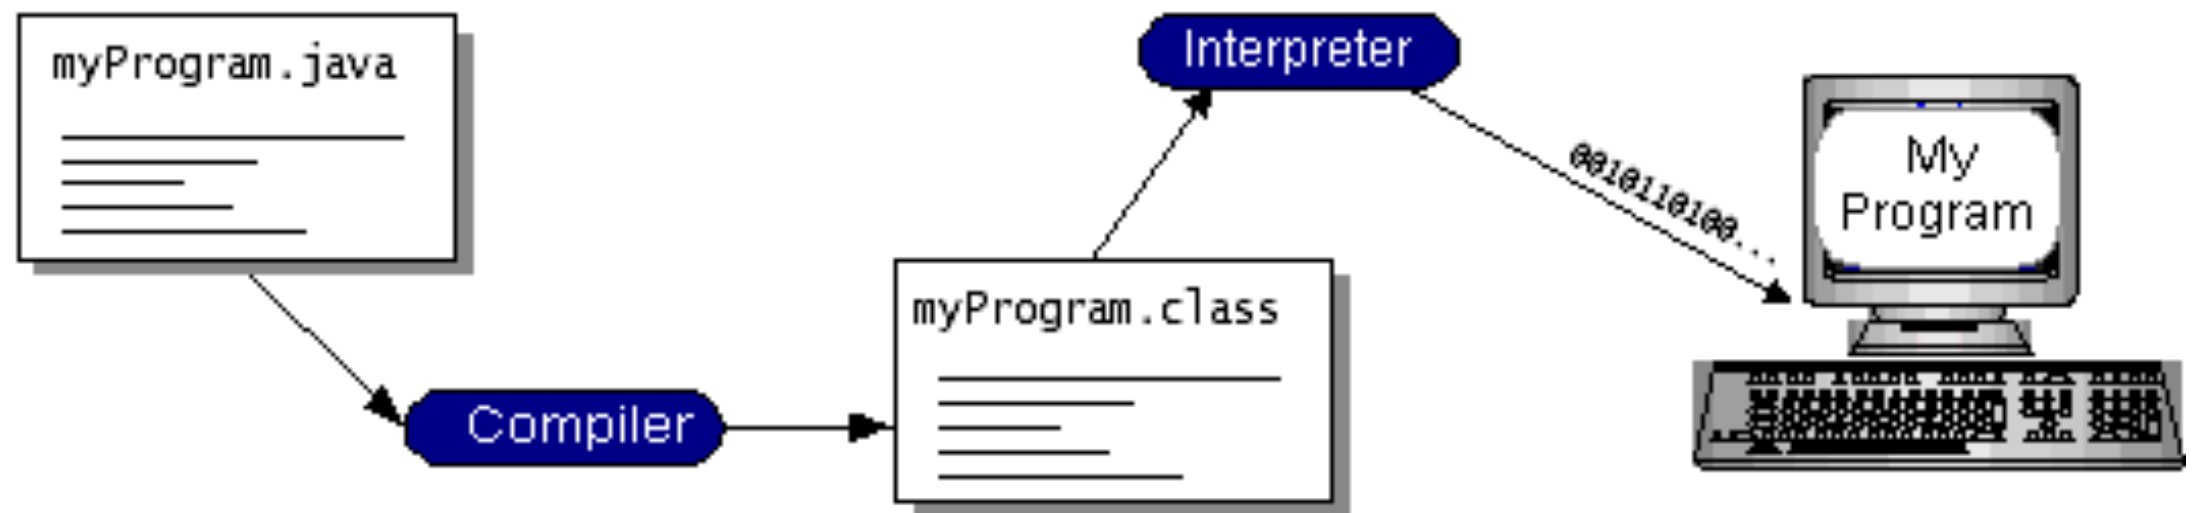 myProgram.java
Compiler
myProgram.class
Interpreter
0010110100...
My
Program